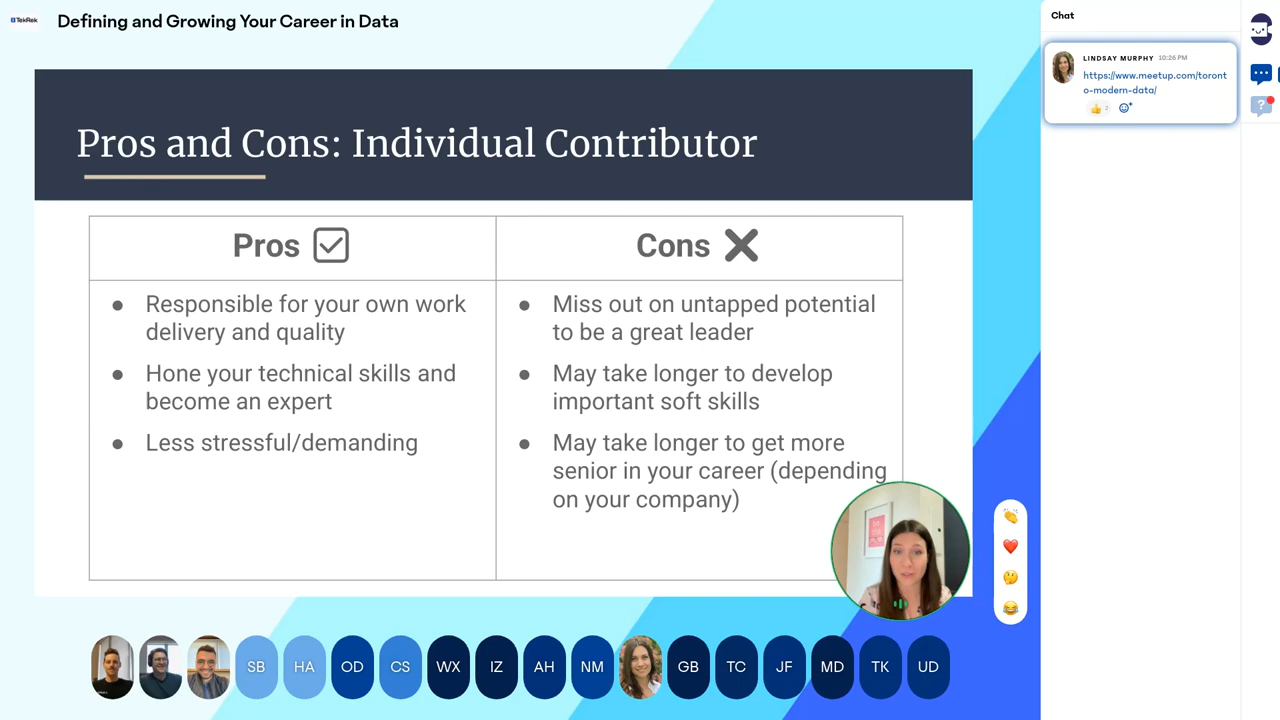 TekRek
Defining and Growing Your Career in Data
Chat
LINDSAY MURPHY 10:26 PM
https://www.meetup.com/toront
o-modern-data/
2
Pros and Cons: Individual Contributor
Pros
Cons
● Responsible for your own work
delivery and quality
● Hone your technical skills and
become an expert
● Less stressful/demanding
● Miss out on untapped potential
to be a great leader
● May take longer to develop
important soft skills
● May take longer to get more
senior in your career (depending
on your company)
SB HA OD CS WX IZ AH NM GB TC JF MD TK UD